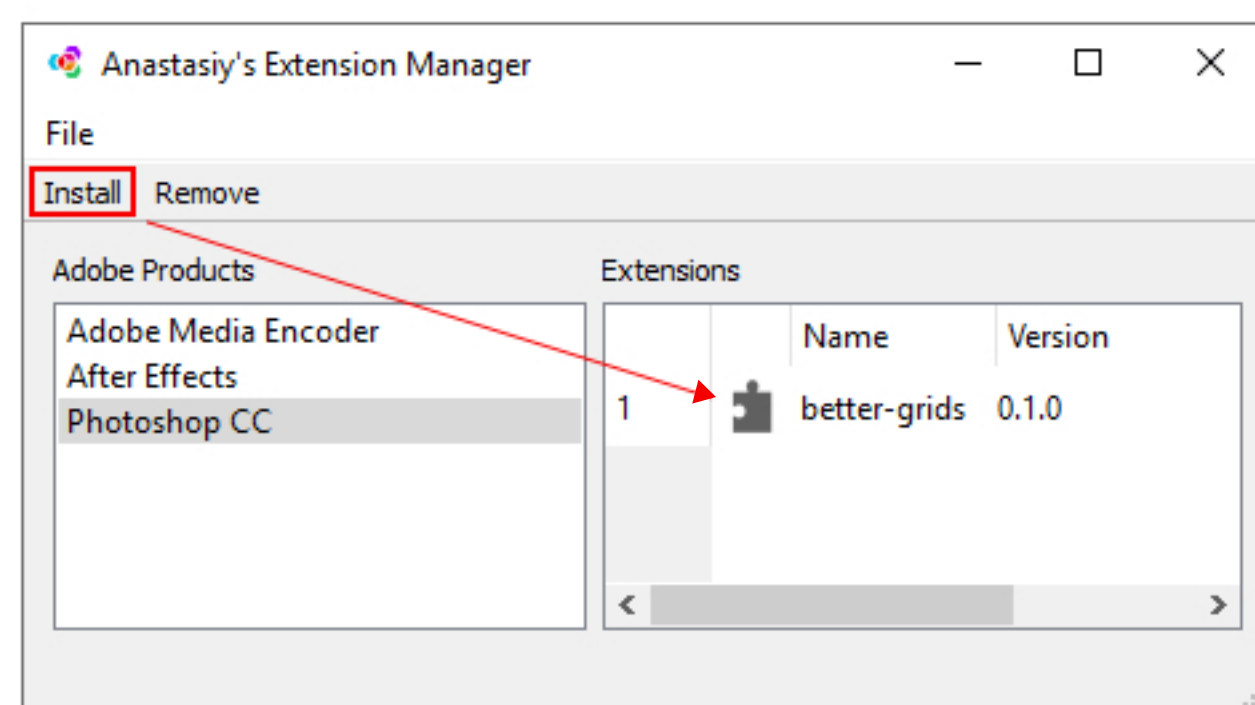 Anastasiy's Extension Manager
File
Install Remove
Adobe Products
Adobe Media Encoder
After Effects
Photoshop CC
Extensions
Name Version
1 better-grids 0.1.0